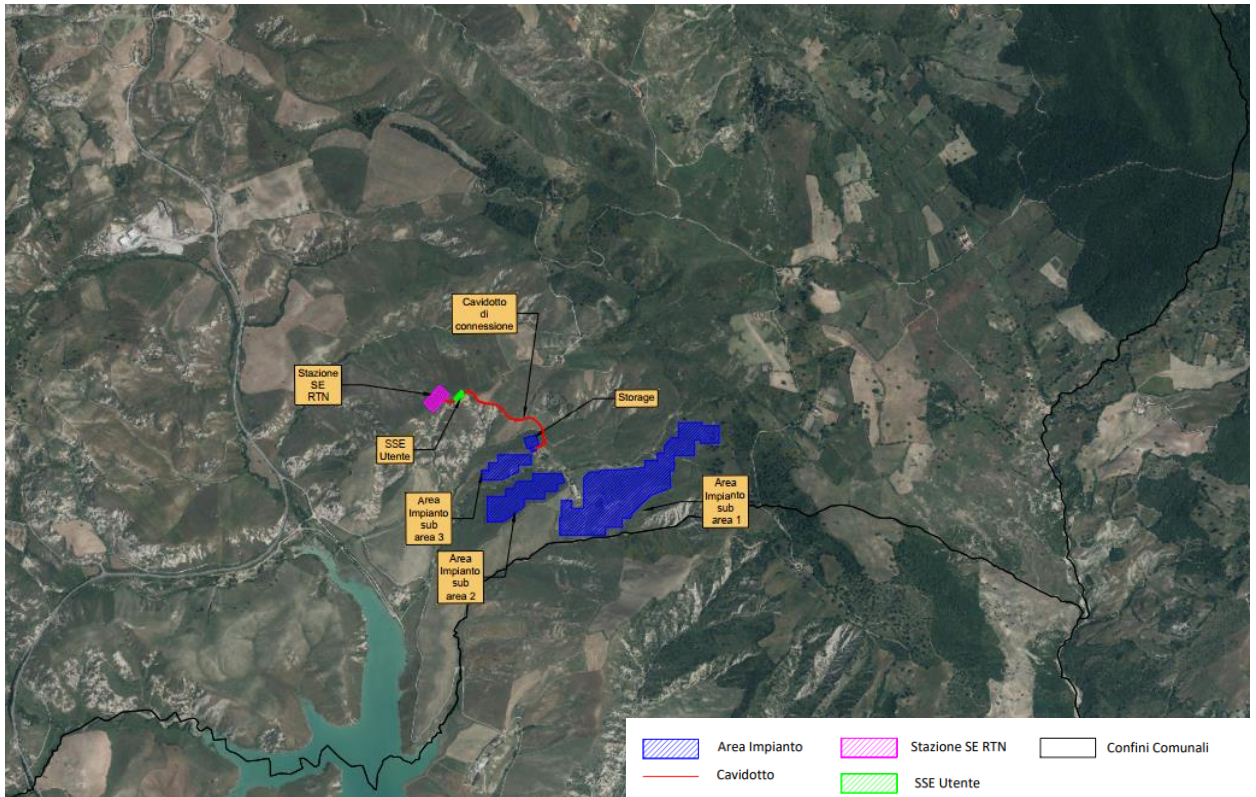 Cavidotto
di
connessione
Stazione
SE
RTN
Storage
SSE
Utente
Area
Impianto
sub
area 3
Area
Impianto
sub
area 1
Area
Impianto
sub
area 2
Area Impianto
Stazione SE RTN
Confini Comunali
Cavidotto
SSE Utente